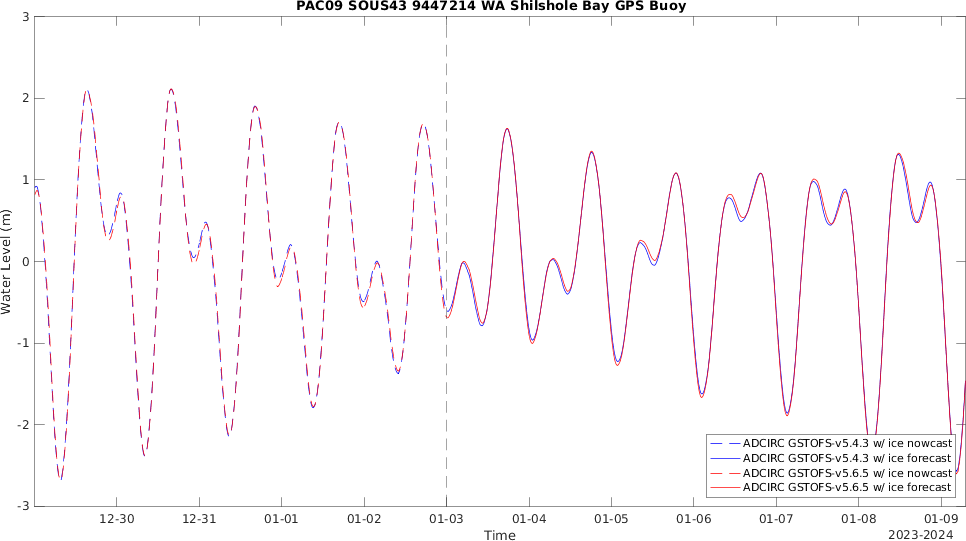 PAC09 SOUS43 9447214 WA Shilshole Bay GPS Buoy
3
2
1
0
-1
-2
-3
Water Level (m)
12-30 12-31 01-01 01-02 01-03 01-04 01-05 01-06 01-07 01-08 01-09
Time
2023-2024
ADCIRC GSTOFS-v5.4.3 w/ ice nowcast
ADCIRC GSTOFS-v5.4.3 w/ ice forecast
ADCIRC GSTOFS-v5.6.5 w/ ice nowcast
ADCIRC GSTOFS-v5.6.5 w/ ice forecast